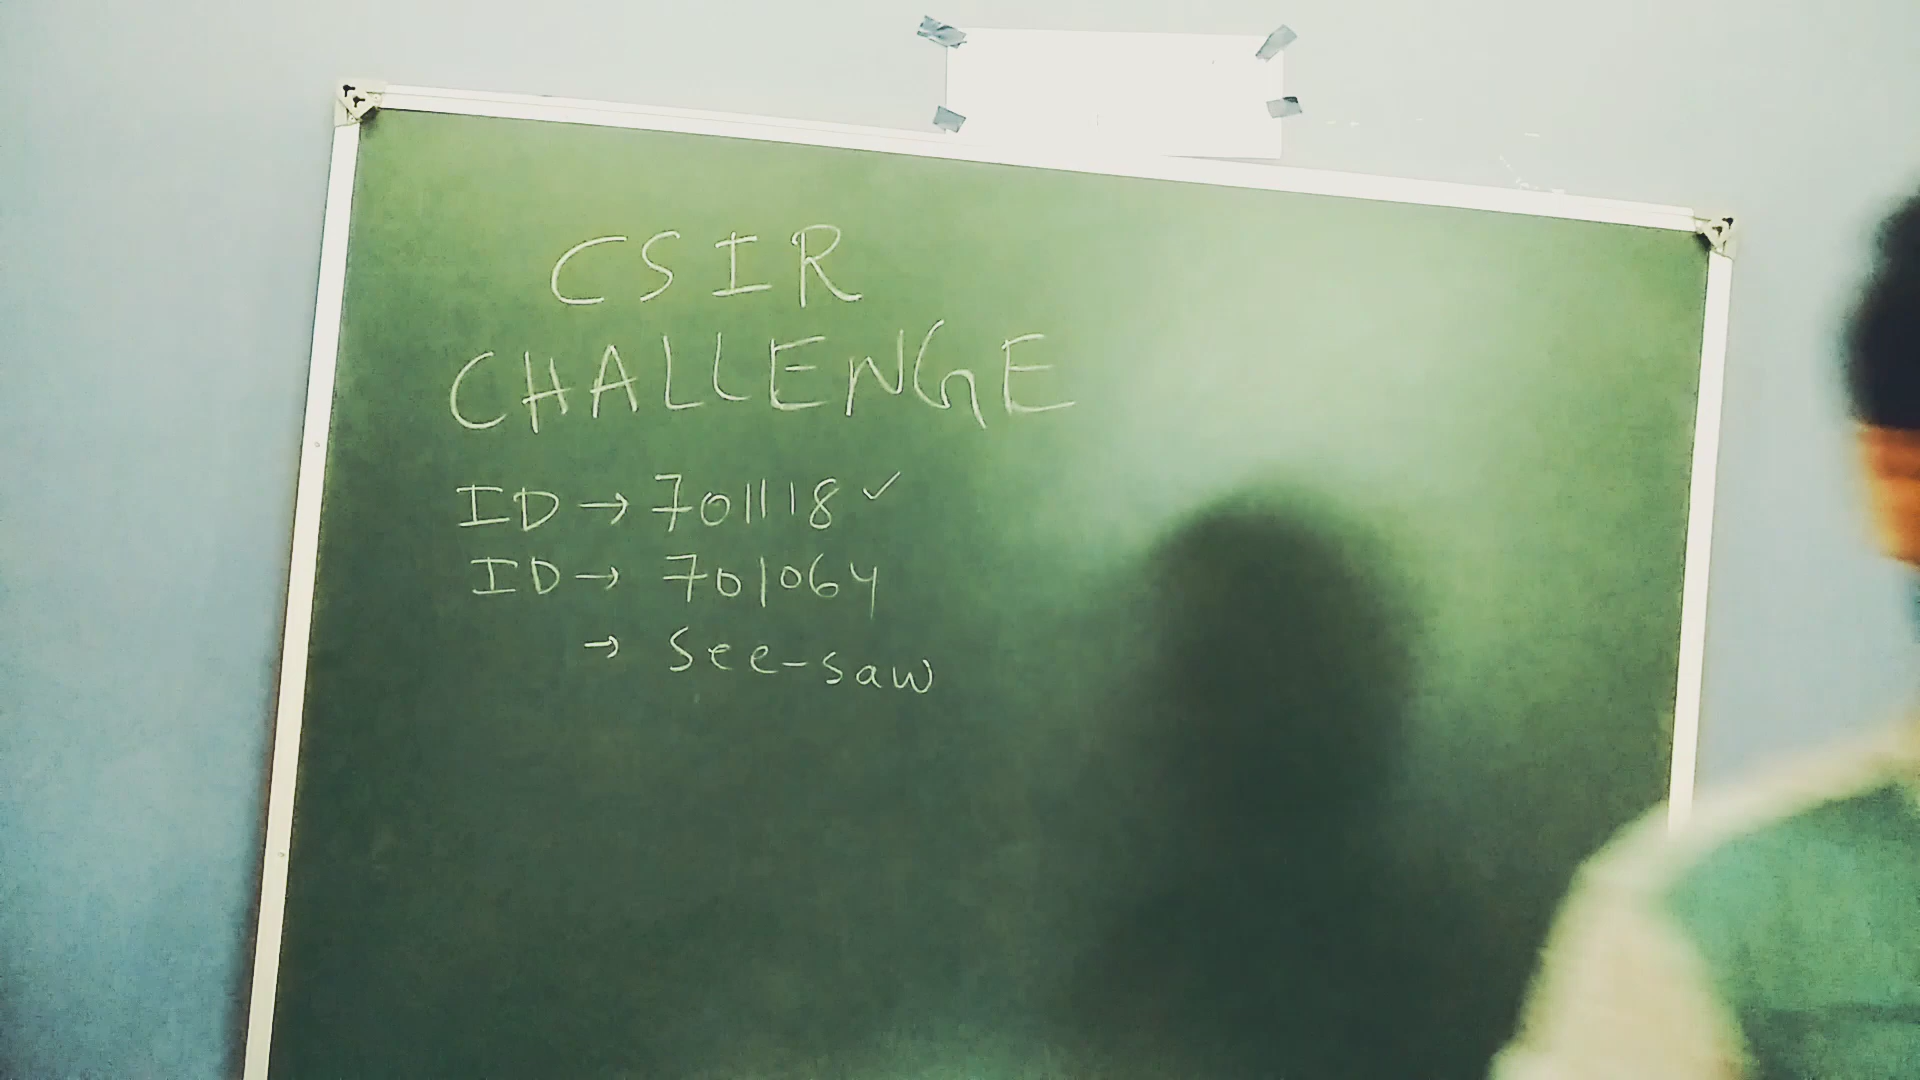 CSIR
CHALLENGE
ID → 701118 ✓
ID → 701064
→ see-saw